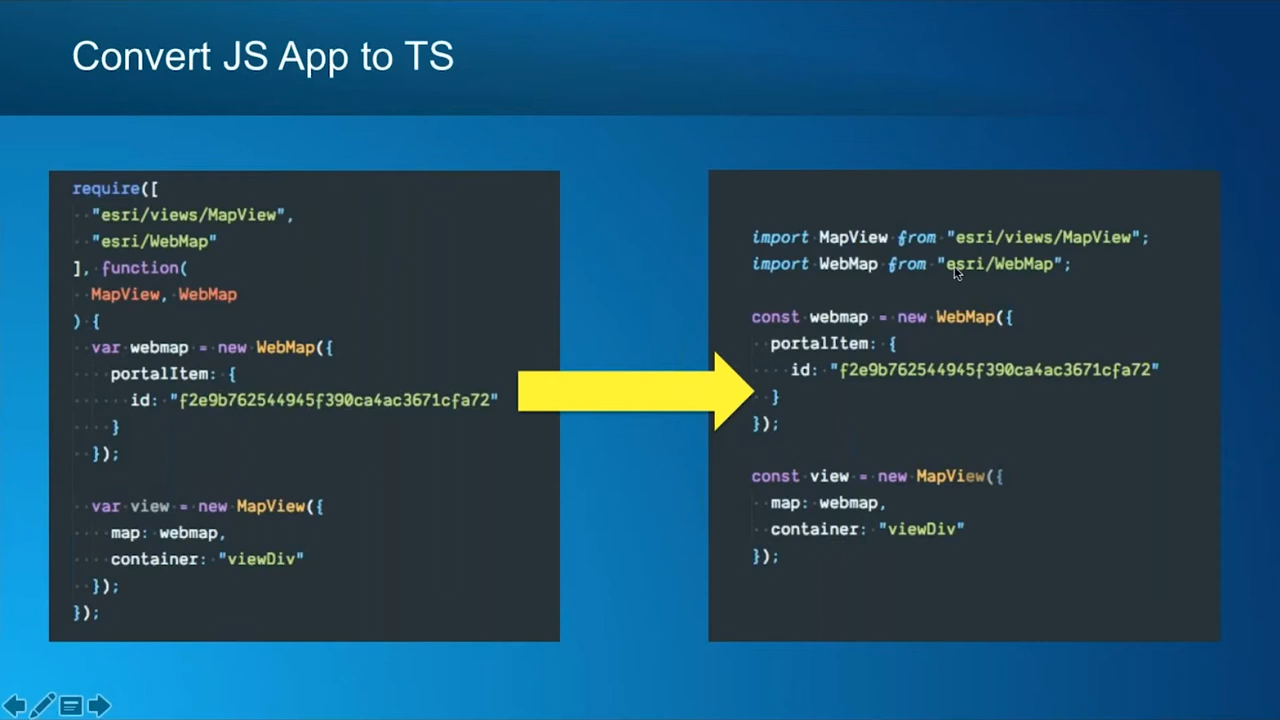 Convert JS App to TS
require([
"esri/views/MapView",
"esri/WebMap"
], function(
MapView, WebMap
) {
var webmap = new WebMap({
portalItem: {
id: "f2e9b762544945f390ca4ac3671cfa72"
}
});
var view = new MapView({
map: webmap,
container: "viewDiv"
});
});
import MapView from "esri/views/MapView";
import WebMap from "esri/WebMap";
const webmap = new WebMap({
portalItem: {
id: "f2e9b762544945f390ca4ac3671cfa72"
}
});
const view = new MapView({
map: webmap,
container: "viewDiv"
});